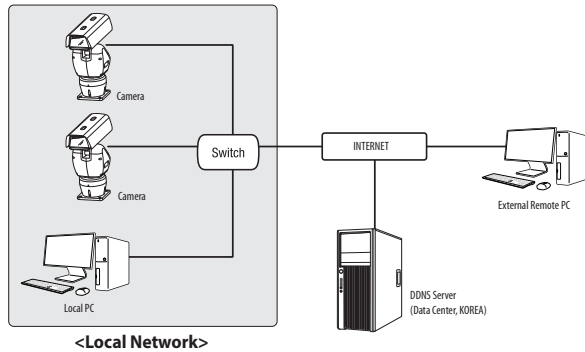 Camera
Switch
INTERNET
Camera
External Remote PC
Local PC
DDNS Server
(Data Center, KOREA)
<Local Network>